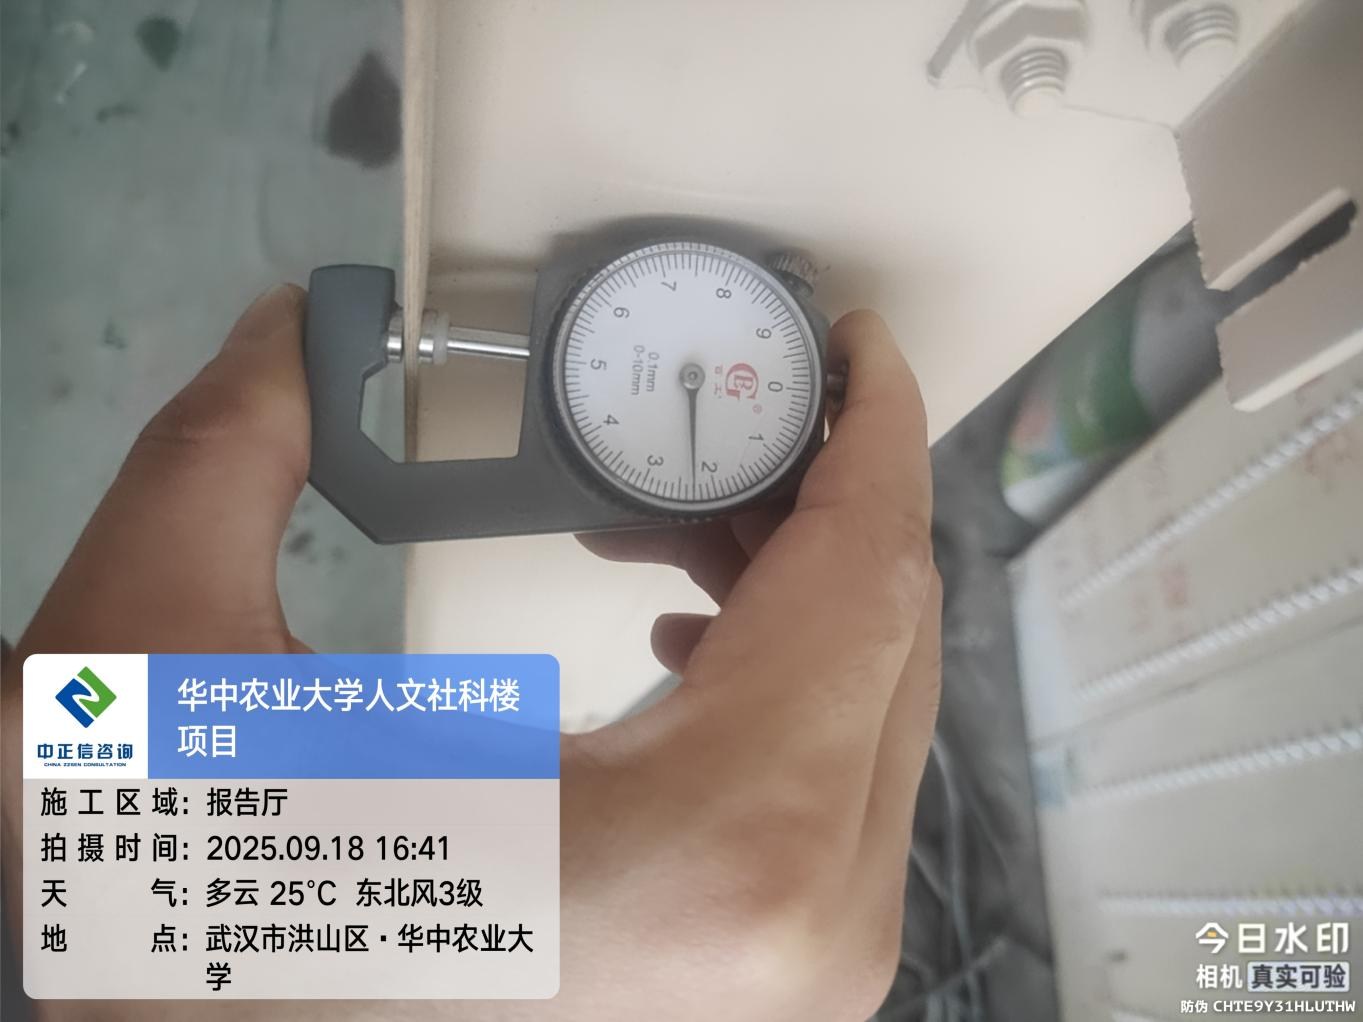 7
8
6
9
5
0.1mm
0-10mm
0
4
1
3
2
中正信咨询
CHINA ZZSEN CONSULTATION
华中农业大学人文社科楼
项目
施工区域：报告厅
拍摄时间：2025.09.18 16:41
天气：多云 25℃ 东北风3级
地点：武汉市洪山区·华中农业大
学
今日水印
相机 真实可验
防伪 CHTE9Y31HLUTHW